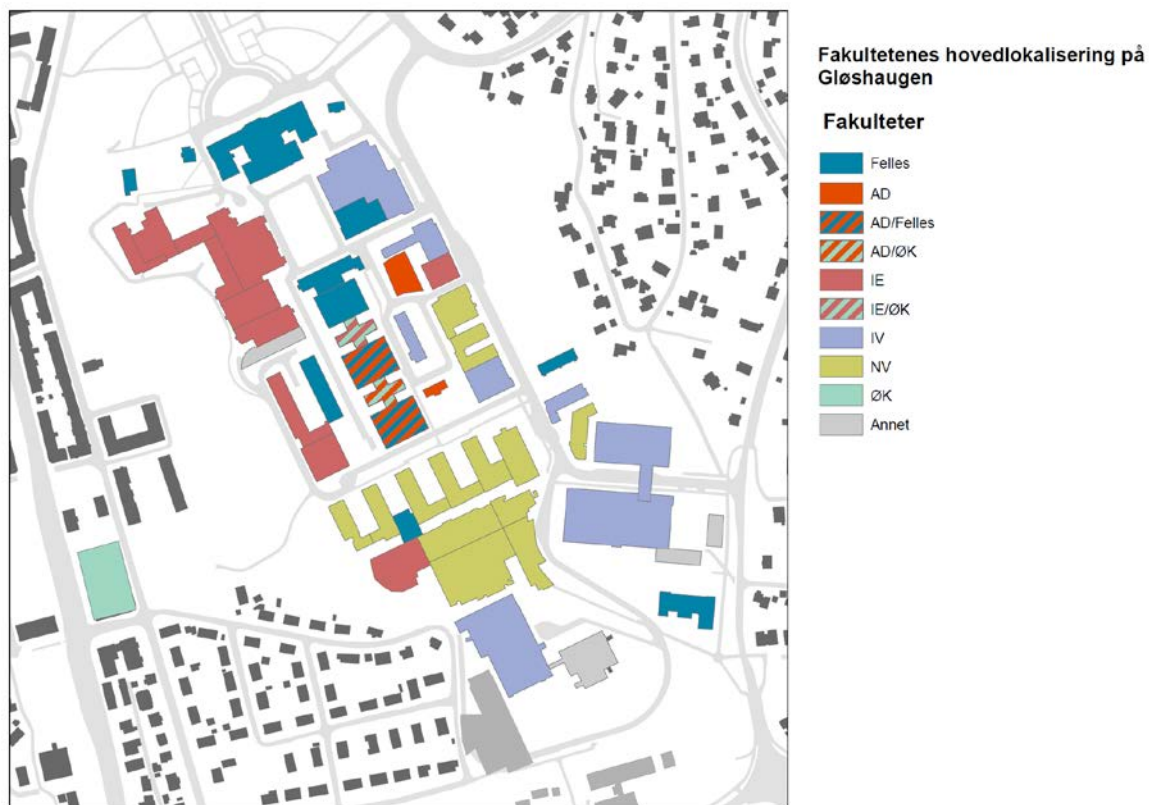 Fakultetenes hovedlokalisering på
Gløshaugen
Fakulteter
Felles
AD
AD/Felles
AD/ØK
IE
IE/ØK
IV
NV
ØK
Annet